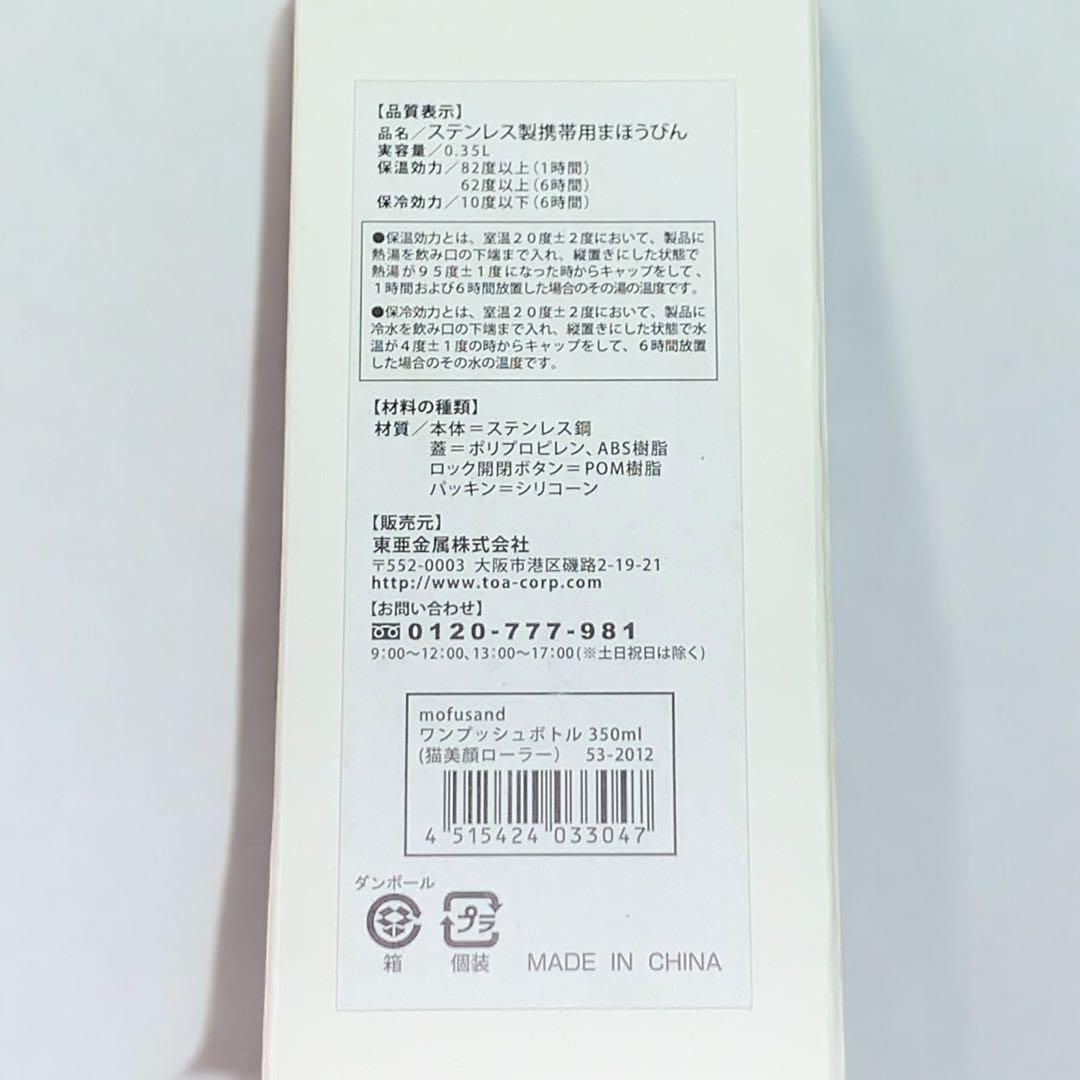 【品質表示】
品名／ステンレス製携帯用まほうびん
実容量／0.35L
保温効力／82度以上(1時間)
62度以上(6時間)
保冷効力／10度以下(6時間)
●保温効力とは、室温２０度±２度において、製品に
熱湯を飲み口の下端まで入れ、縦置きにした状態で
熱湯が９５度±１度になった時からキャップをして、
１時間および６時間放置した場合のその湯の温度です。
●保冷効力とは、室温２０度±２度において、製品に
冷水を飲み口の下端まで入れ、縦置きにした状態で水
温が４度±１度の時からキャップをして、６時間放置
した場合のその水の温度です。
【材料の種類】
材質／本体＝ステンレス鋼
蓋＝ポリプロピレン、ABS樹脂
ロック開閉ボタン＝POM樹脂
パッキン＝シリコーン
【販売元】
東亜金属株式会社
〒552-0003 大阪市港区磯路2-19-21
http://www.toa-corp.com
【お問い合わせ】
0120-777-981
9:00〜12:00、13:00〜17:00(※土日祝日は除く)
mofusand
ワンプッシュボトル 350ml
(猫美顔ローラー) 53-2012
4 515424 033047
ダンボール
プラ
箱 個装 MADE IN CHINA